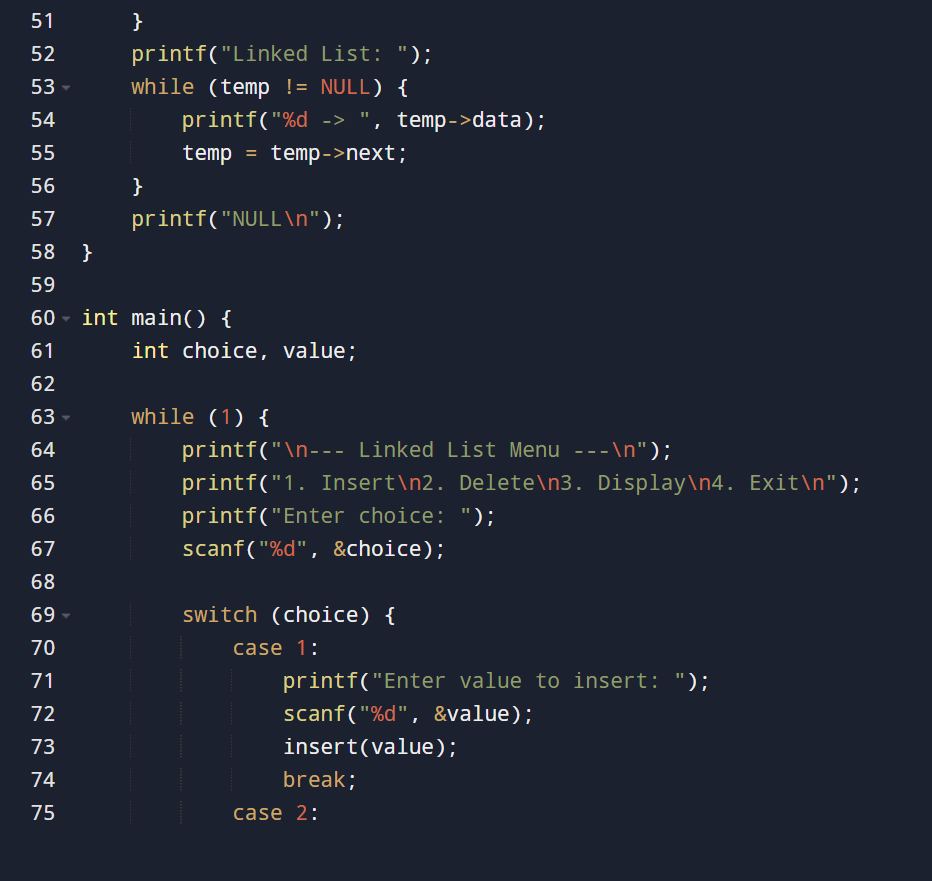 51     }
52     printf("Linked List: ");
53     while (temp != NULL) {
54         printf("%d -> ", temp->data);
55         temp = temp->next;
56     }
57     printf("NULL\n");
58 }
59
60 int main() {
61     int choice, value;
62
63     while (1) {
64         printf("\n--- Linked List Menu ---\n");
65         printf("1. Insert\n2. Delete\n3. Display\n4. Exit\n");
66         printf("Enter choice: ");
67         scanf("%d", &choice);
68
69         switch (choice) {
70             case 1:
71                 printf("Enter value to insert: ");
72                 scanf("%d", &value);
73                 insert(value);
74                 break;
75             case 2: